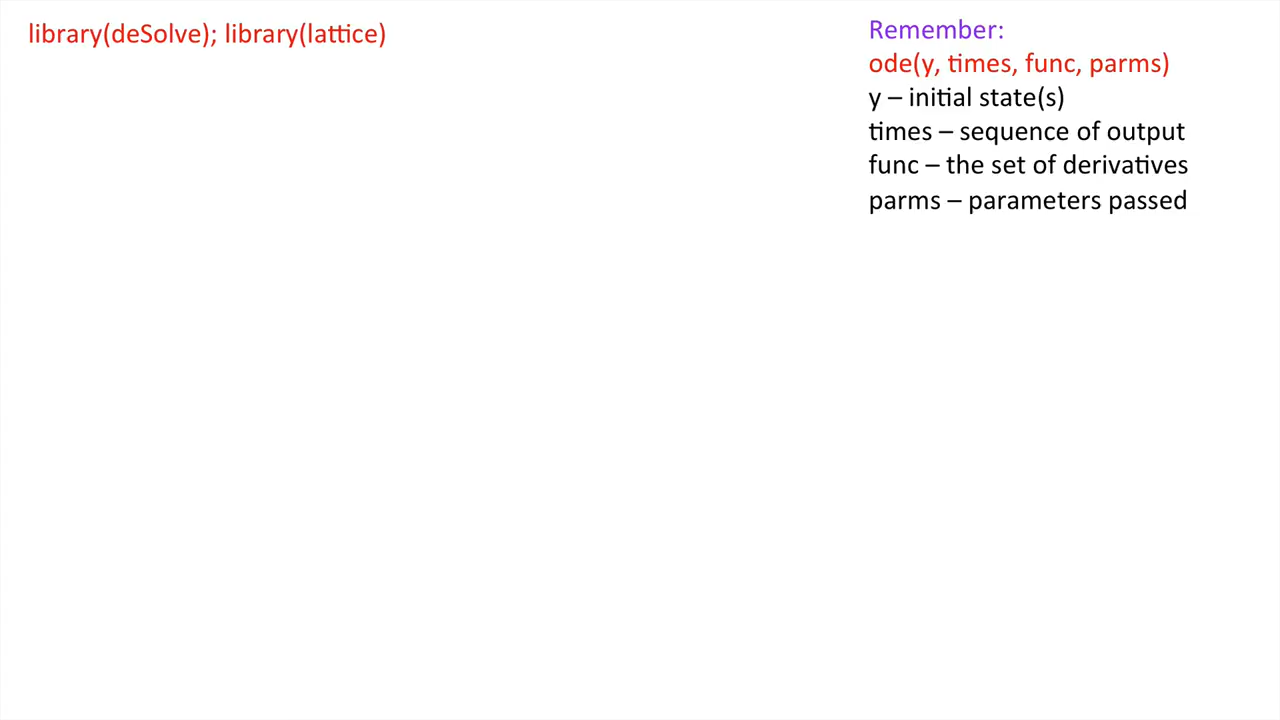 library(deSolve); library(lattice)
Remember:
ode(y, times, func, parms)
y – initial state(s)
times – sequence of output
func – the set of derivatives
parms – parameters passed